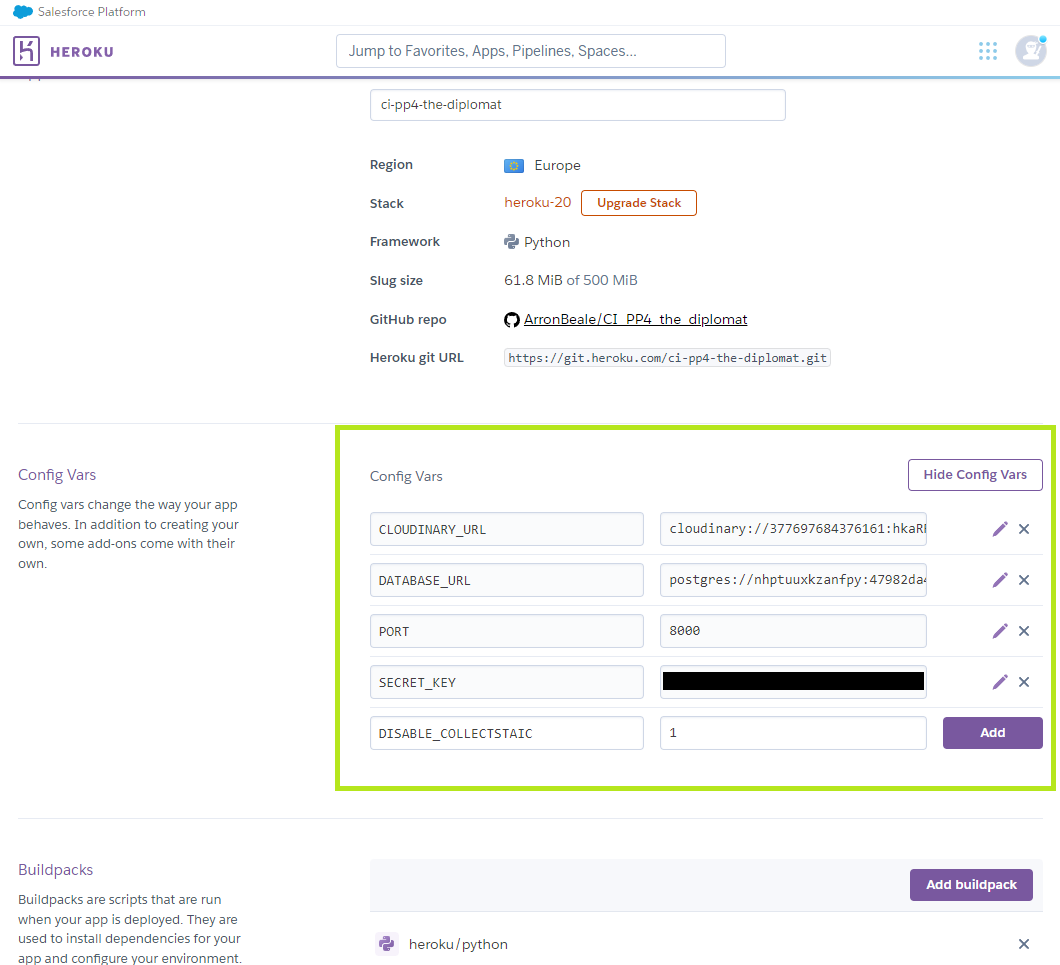 Salesforce Platform
HEROKU
Jump to Favorites, Apps, Pipelines, Spaces...
ci-pp4-the-diplomat
Region Europe
Stack heroku-20 Upgrade Stack
Framework Python
Slug size 61.8 MiB of 500 MiB
GitHub repo ArronBeale/CI_PP4_the_diplomat
Heroku git URL https://git.heroku.com/ci-pp4-the-diplomat.git
Config Vars
Config vars change the way your app
behaves. In addition to creating your
own, some add-ons come with their
own.
Config Vars Hide Config Vars
CLOUDINARY_URL cloudinary://377697684376161:hkaR
DATABASE_URL postgres://nhptuuxkzanfpy:47982da4
PORT 8000
SECRET_KEY
DISABLE_COLLECTSTAIC 1 Add
Buildpacks
Buildpacks are scripts that are run
when your app is deployed. They are
used to install dependencies for your
app and configure your environment.
Add buildpack
heroku/python